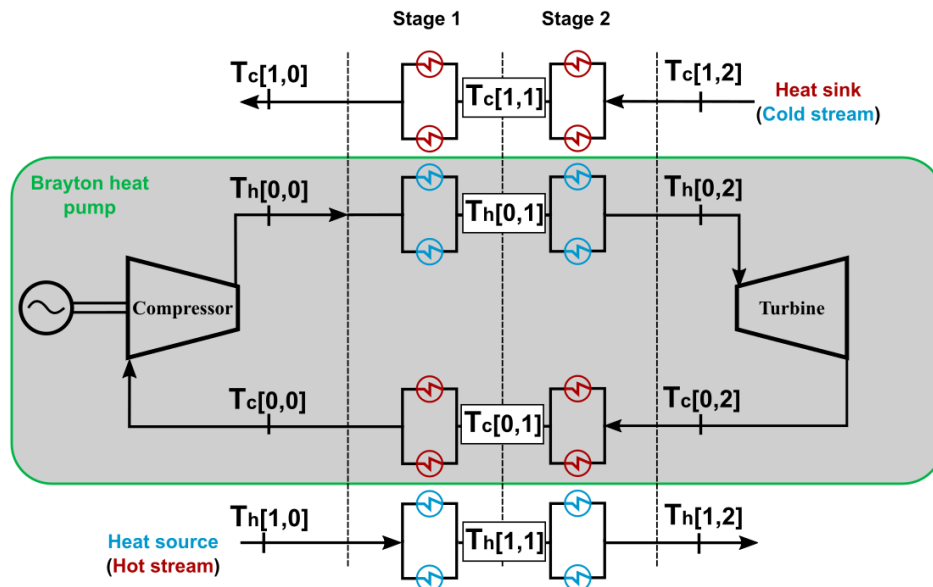 Stage 1
Stage 2
Tc[1,0]
Tc[1,1]
Tc[1,2]
Heat sink
(Cold stream)
Brayton heat
pump
Th[0,0]
Th[0,1]
Th[0,2]
Compressor
Turbine
Tc[0,0]
Tc[0,1]
Tc[0,2]
Th[1,0]
Th[1,1]
Th[1,2]
Heat source
(Hot stream)